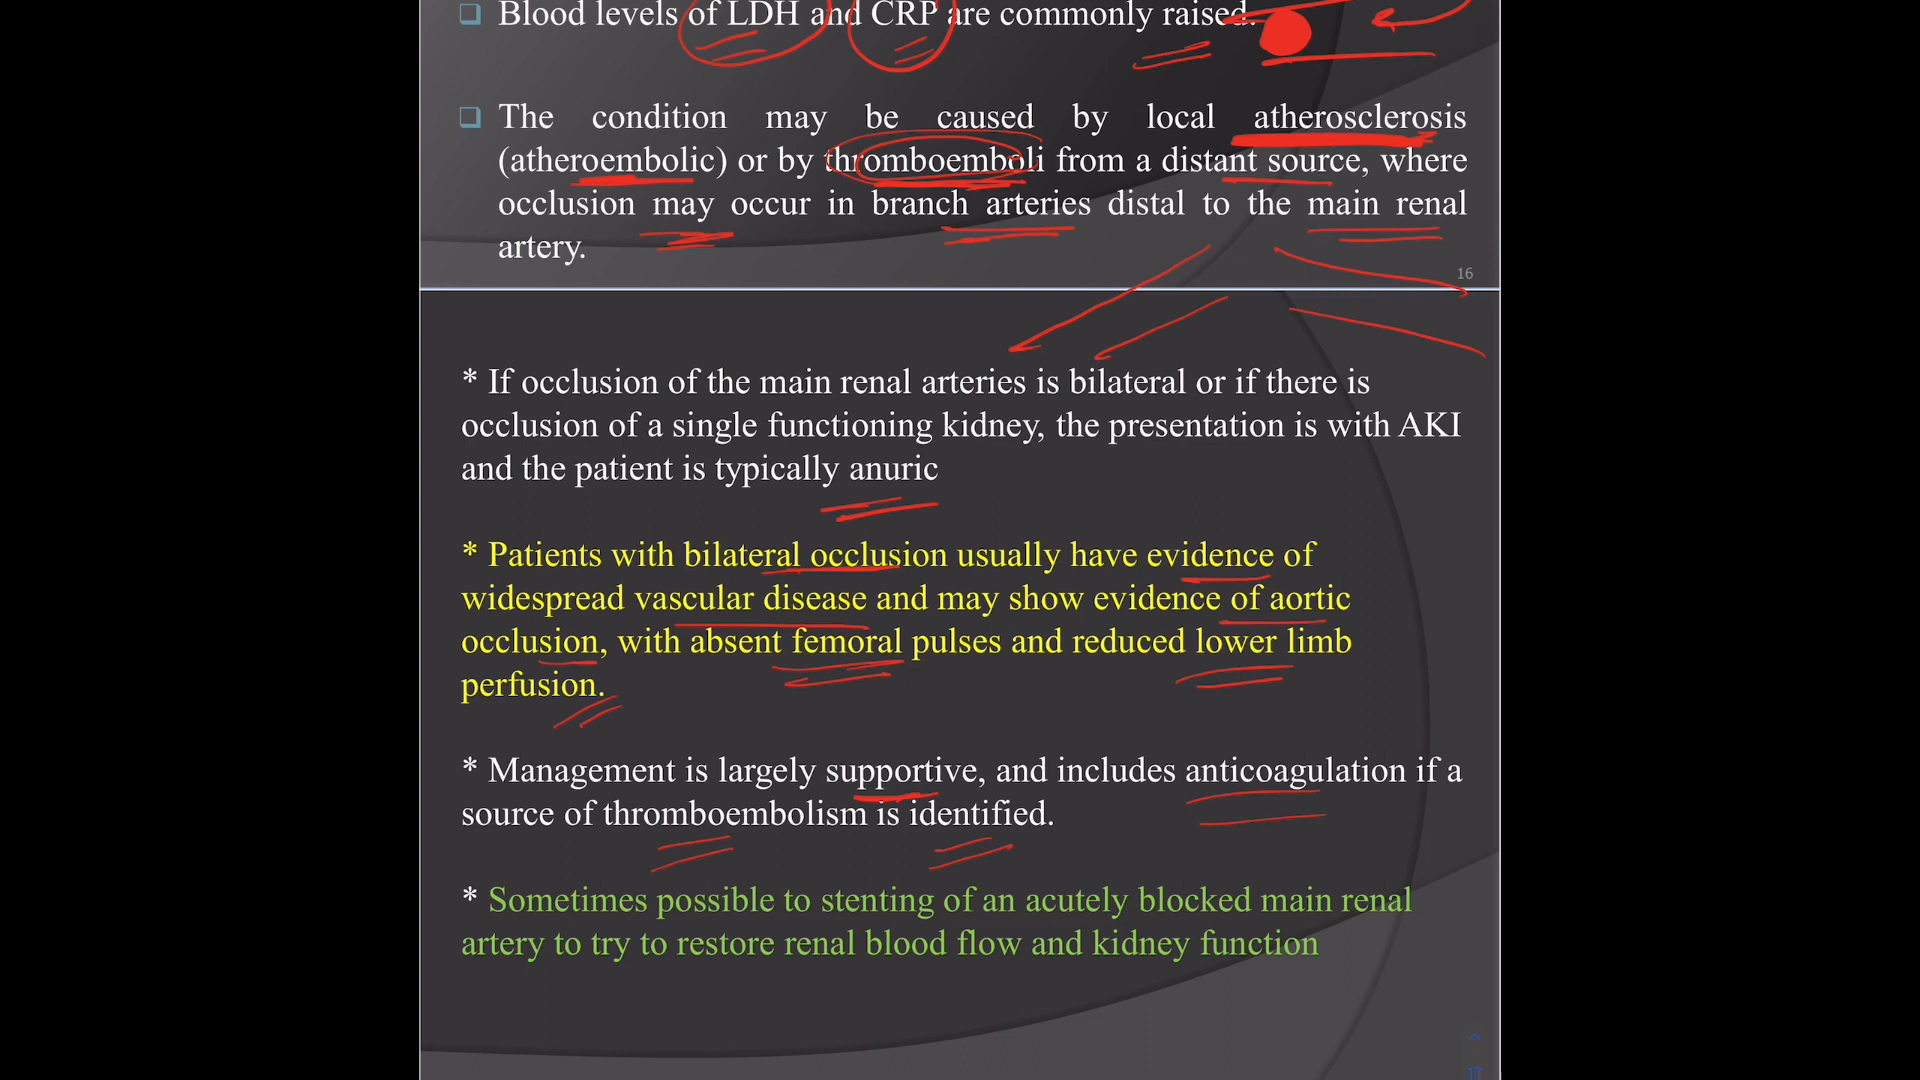 ❑ Blood levels of LDH and CRP are commonly raised.
❑ The condition may be caused by local atherosclerosis
(atheroembolic) or by thromboemboli from a distant source, where
occlusion may occur in branch arteries distal to the main renal
artery.
16
* If occlusion of the main renal arteries is bilateral or if there is
occlusion of a single functioning kidney, the presentation is with AKI
and the patient is typically anuric
* Patients with bilateral occlusion usually have evidence of
widespread vascular disease and may show evidence of aortic
occlusion, with absent femoral pulses and reduced lower limb
perfusion.
* Management is largely supportive, and includes anticoagulation if a
source of thromboembolism is identified.
* Sometimes possible to stenting of an acutely blocked main renal
artery to try to restore renal blood flow and kidney function
17